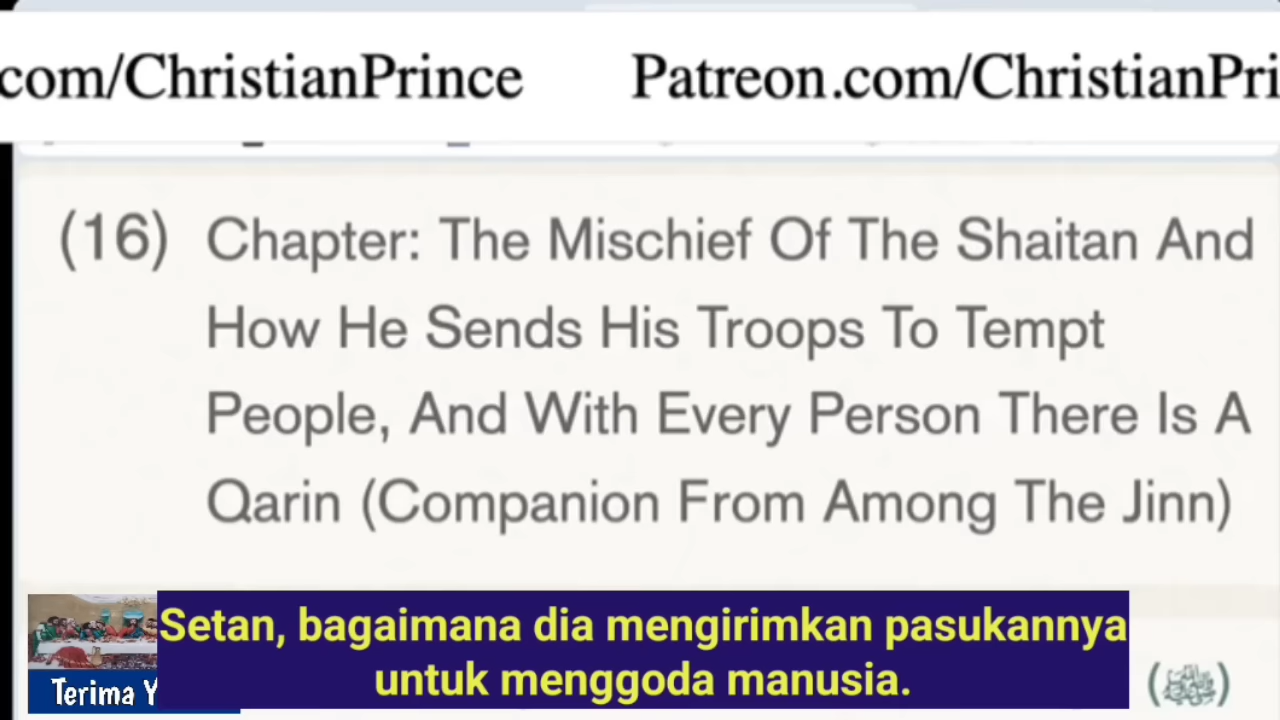 com/ChristianPrince Patreon.com/ChristianPri
(16) Chapter: The Mischief Of The Shaitan And
How He Sends His Troops To Tempt
People, And With Every Person There Is A
Qarin (Companion From Among The Jinn)
Setan, bagaimana dia mengirimkan pasukannya
untuk menggoda manusia.
Terima Y